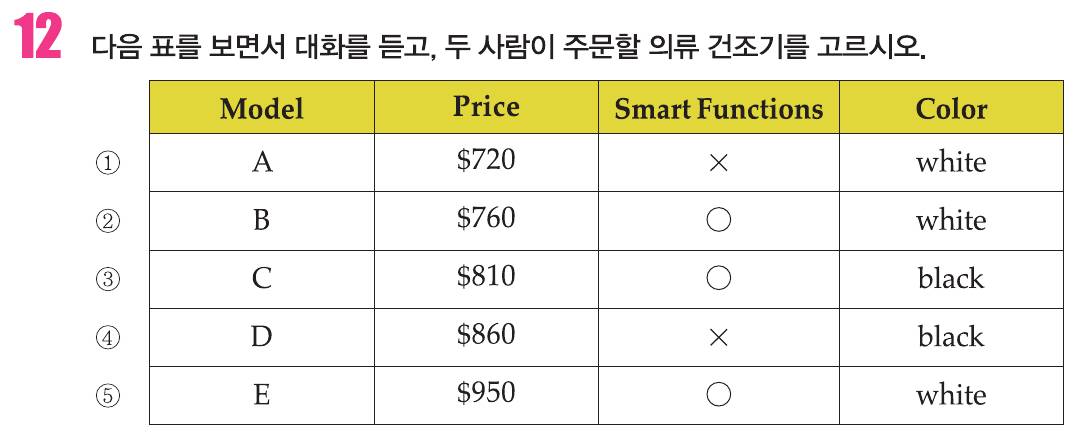 12 다음 표를 보면서 대화를 듣고, 두 사람이 주문할 의류 건조기를 고르시오.
Model Price Smart Functions Color
① A $720 × white
② B $760 ○ white
③ C $810 ○ black
④ D $860 × black
⑤ E $950 ○ white